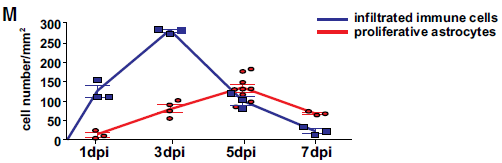 M
infiltrated immune cells
proliferative astrocytes
cell number/mm²
300
250
200
150
100
50
0
1dpi 3dpi 5dpi 7dpi